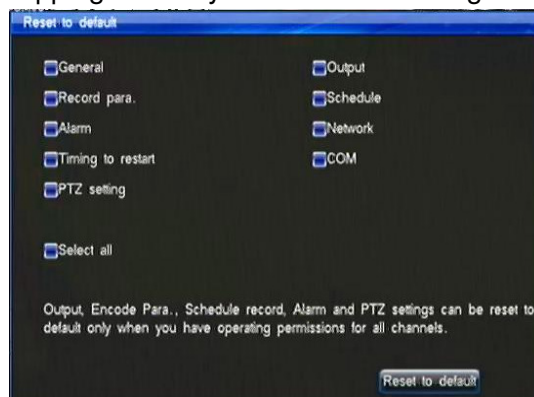 Reset to default
General
Output
Record para.
Schedule
Alarm
Network
Timing to restart
COM
PTZ setting
Select all
Output, Encode Para., Schedule record, Alarm and PTZ settings can be reset to
default only when you have operating permissions for all channels.
Reset to default